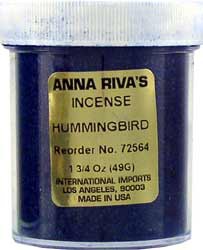 ANNA RIVA'S
INCENSE
HUMMINGBIRD
Reorder No. 72564
1 3/4 Oz (49G)
INTERNATIONAL IMPORTS
LOS ANGELES, 90003
MADE IN USA